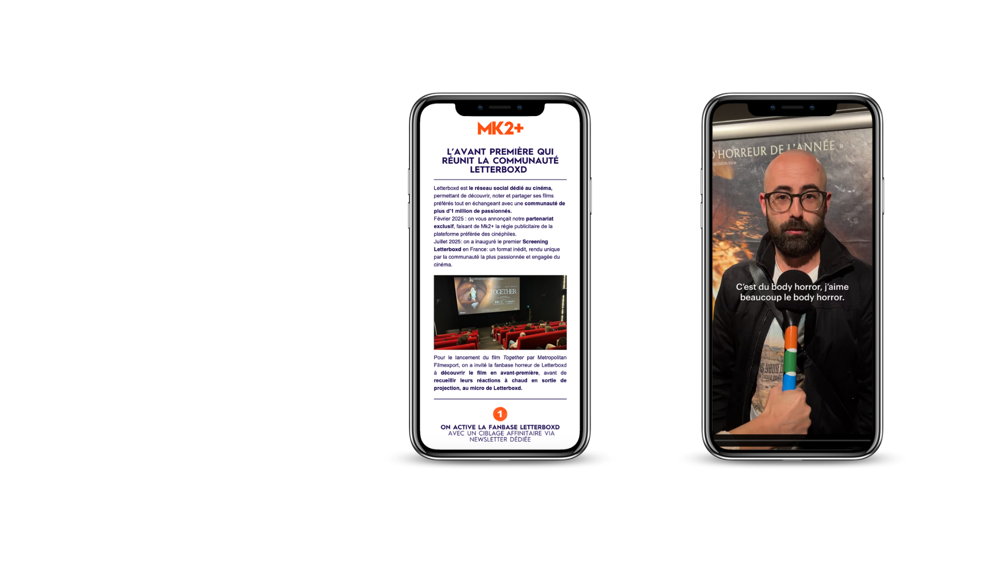 MK2+
L'AVANT PREMIÈRE QUI
RÉUNIT LA COMMUNAUTÉ
LETTERBOXD
Letterboxd est le réseau social dédié au cinéma,
permettant de découvrir, noter et partager ses films
préférés tout en échangeant avec une communauté de
plus d'1 million de passionnés.
Février 2025 : on vous annonçait notre partenariat
exclusif, faisant de Mk2+ la régie publicitaire de la
plateforme préférée des cinéphiles.
Juillet 2025: on a inauguré le premier Screening
Letterboxd en France: un format inédit, rendu unique
par la communauté la plus passionnée et engagée du
cinéma.
TOGETHER
Pour le lancement du film Together par Metropolitan
Filmexport, on a invité la fanbase horreur de Letterboxd
à découvrir le film en avant-première, avant de
recueillir leurs réactions à chaud en sortie de
projection, au micro de Letterboxd.
1
ON ACTIVE LA FANBASE LETTERBOXD
AVEC UN CIBLAGE AFFINITAIRE VIA
NEWSLETTER DÉDIÉE
D'HORREUR DE L'ANNÉE »
SESSION FILM
C'est du body horror, j'aime
beaucoup le body horror.